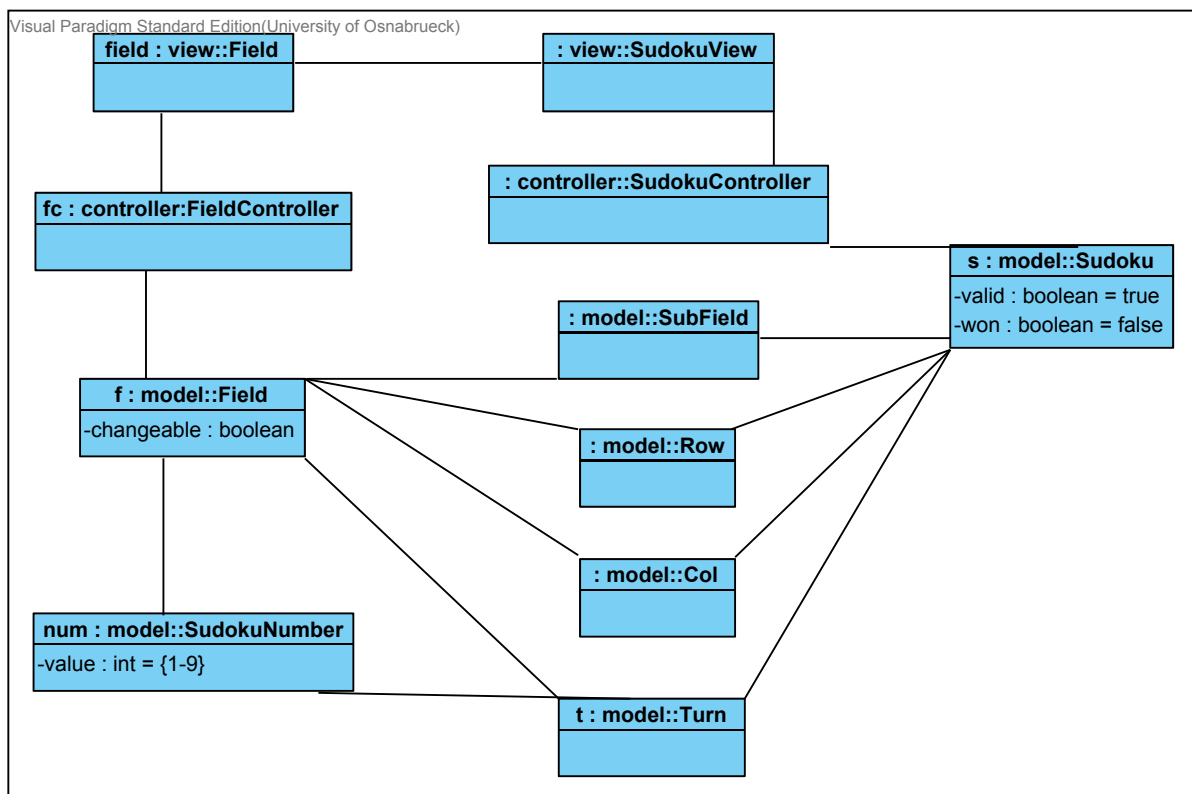 Visual Paradigm Standard Edition(University of Osnabrueck)
field : view::Field
: view::SudokuView
fc : controller:FieldController
: controller::SudokuController
s : model::Sudoku
-valid : boolean = true
-won : boolean = false
: model::SubField
f : model::Field
-changeable : boolean
: model::Row
: model::Col
num : model::SudokuNumber
-value : int = {1-9}
t : model::Turn